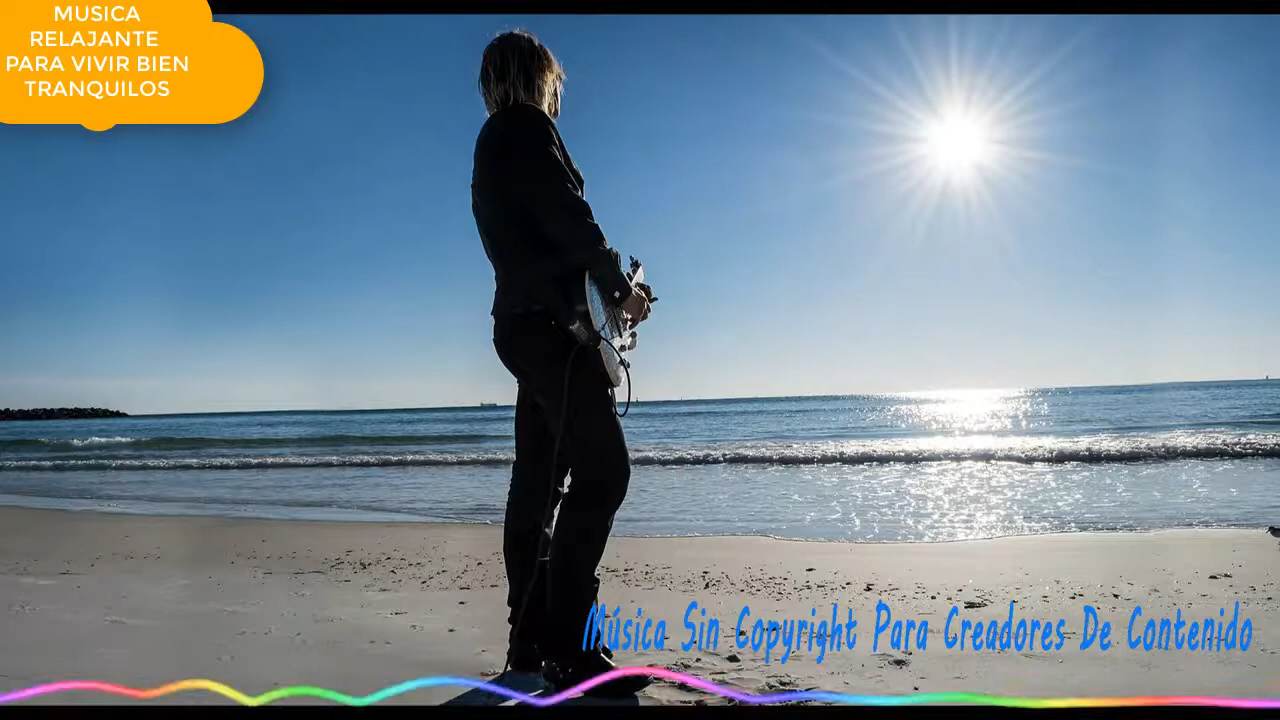 MUSICA
RELAJANTE
PARA VIVIR BIEN
TRANQUILOS
Música Sin Copyright Para Creadores De Contenido